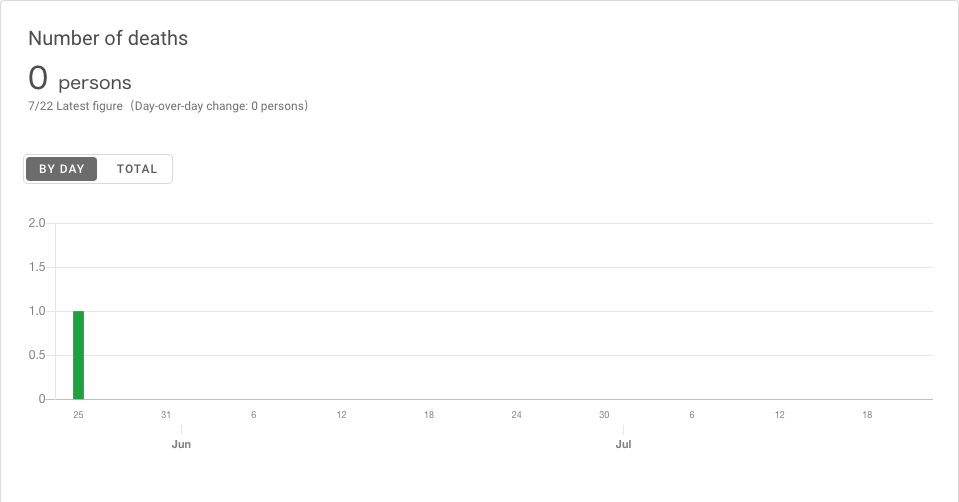 Number of deaths
0 persons
7/22 Latest figure（Day-over-day change: 0 persons）
BY DAY TOTAL
2.0
1.5
1.0
0.5
0
25 31 6 12 18 24 30 6 12 18
Jun Jul